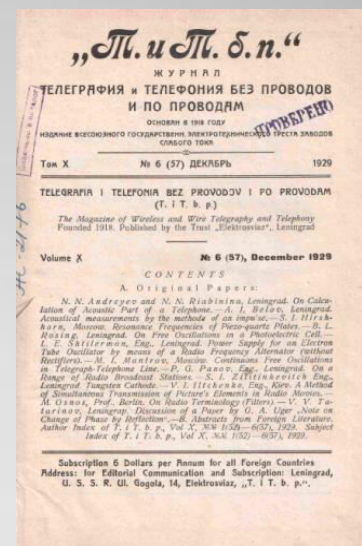 „Т. и Т. б. п.“
ЖУРНАЛ
ТЕЛЕГРАФИЯ и ТЕЛЕФОНИЯ БЕЗ ПРОВОДОВ
И ПО ПРОВОДАМ
ОСНОВАН В 1918 ГОДУ
ИЗДАНИЕ ВСЕСОЮЗНОГО ГОСУДАРСТВЕНН. ЭЛЕКТРОТЕХНИЧЕСКОГО ТРЕСТА ЗАВОДОВ
СЛАБОГО ТОКА
ПРОВЕРЕНО
Том X № 6 (57) ДЕКАБРЬ 1929
TELEGRAFIA I TELEFONIA BEZ PROVODOV I PO PROVODAM
(T. i T. b. p.)
The Magazine of Wireless and Wire Telegraphy and Telephony
Founded 1918. Published by the Trust „Elektrosviaz“, Leningrad
Volume X № 6 (57), December 1929
CONTENTS
A. Original Papers:
N. N. Andreyev and N. N. Riabinina, Leningrad. On Calcu-
lation of Acoustic Part of a Telephone.—A. I. Belov, Leningrad.
Acoustical measurements by the methode of an impulse.—S. I. Hirsh-
horn, Moscow. Resonance Frequencies of Piezo-quarts Plates.—B. L.
Rosing, Leningrad. On Free Oscillations in a Photoelectric Cell.—
L. E. Shtilerman, Eng., Leningrad. Power Supply for an Electron
Tube Oscillator by means of a Radio Frequency Alternator (without
Rectifiers).—M. L. Mantrov, Moscow. Continuous Free Oscillations
in Telegraph-Telephone Line.—P. G. Panov, Eng., Leningrad. On a
Range of Radio Broadcast Stations.—S. I. Zilitinkevitch Eng.,
Leningrad Tungsten Cathode.—V. I. Iltchenko, Eng., Kiev. A Method
of Simultaneous Transmission of Picture's Elements in Radio Movies.—
M. Osnos, Prof., Berlin. On Radio Terminology (Filters).—V. V. Ta-
tarinov, Leningrap. Discussion of a Payer by G. A. Uger „Note on
Change of Phase by Reflection“.—B. Abstracts from Foreign Literature,
Author Index of T. i T. b. p., Vol X, № 1(52)—6(57), 1929. Subject
Index of T. i T. b. p., Vol X, № 1(52)—6(57), 1929.
Subscription 6 Dollars per Annum for all Foreign Countries
Address: for Editorial Communication and Subscription: Leningrad,
U. S. S. R. Ul. Gogola, 14, Elektrosviaz, „T. i T. b. p.“.